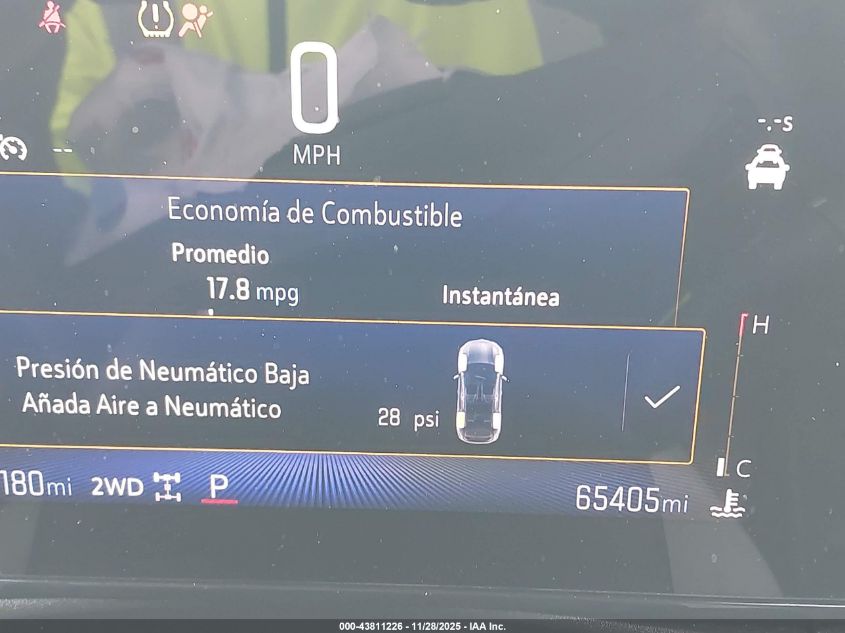 0
MPH
-.-s
--
Economía de Combustible
Promedio
17.8 mpg
Instantánea
Presión de Neumático Baja
Añada Aire a Neumático
28 psi
H
C
180mi 2WD P
65405mi
000-43811226 - 11/28/2025 - IAA Inc.